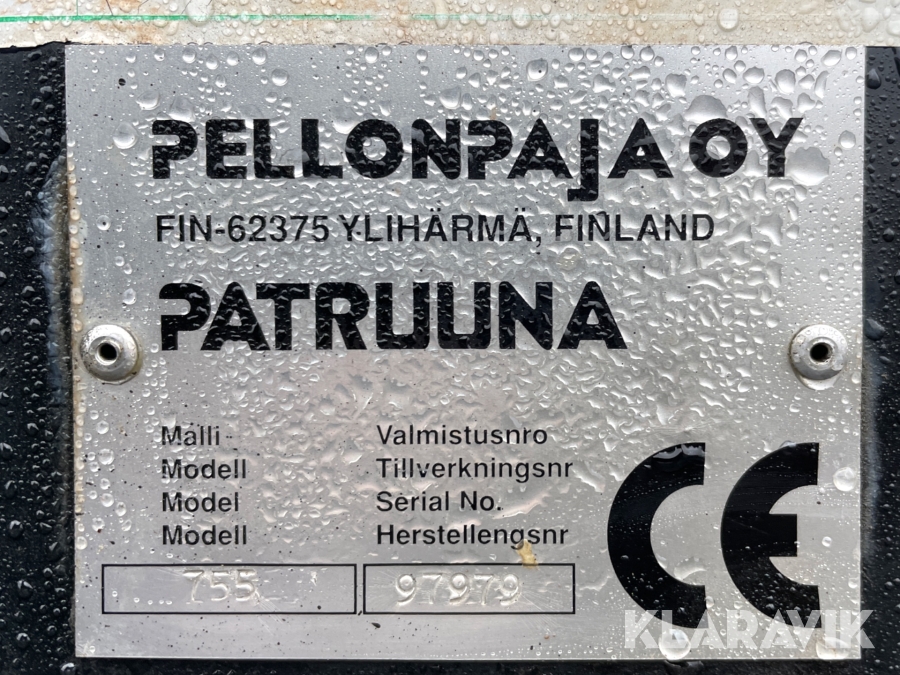 PELLONPAJA OY
FIN-62375 YLIHÄRMÄ, FINLAND
PATRUUNA
Malli Valmistusnro
Modell Tillverkningsnr
Model Serial No.
Modell Herstellengsnr
755 97979
CE
KLARAVIK